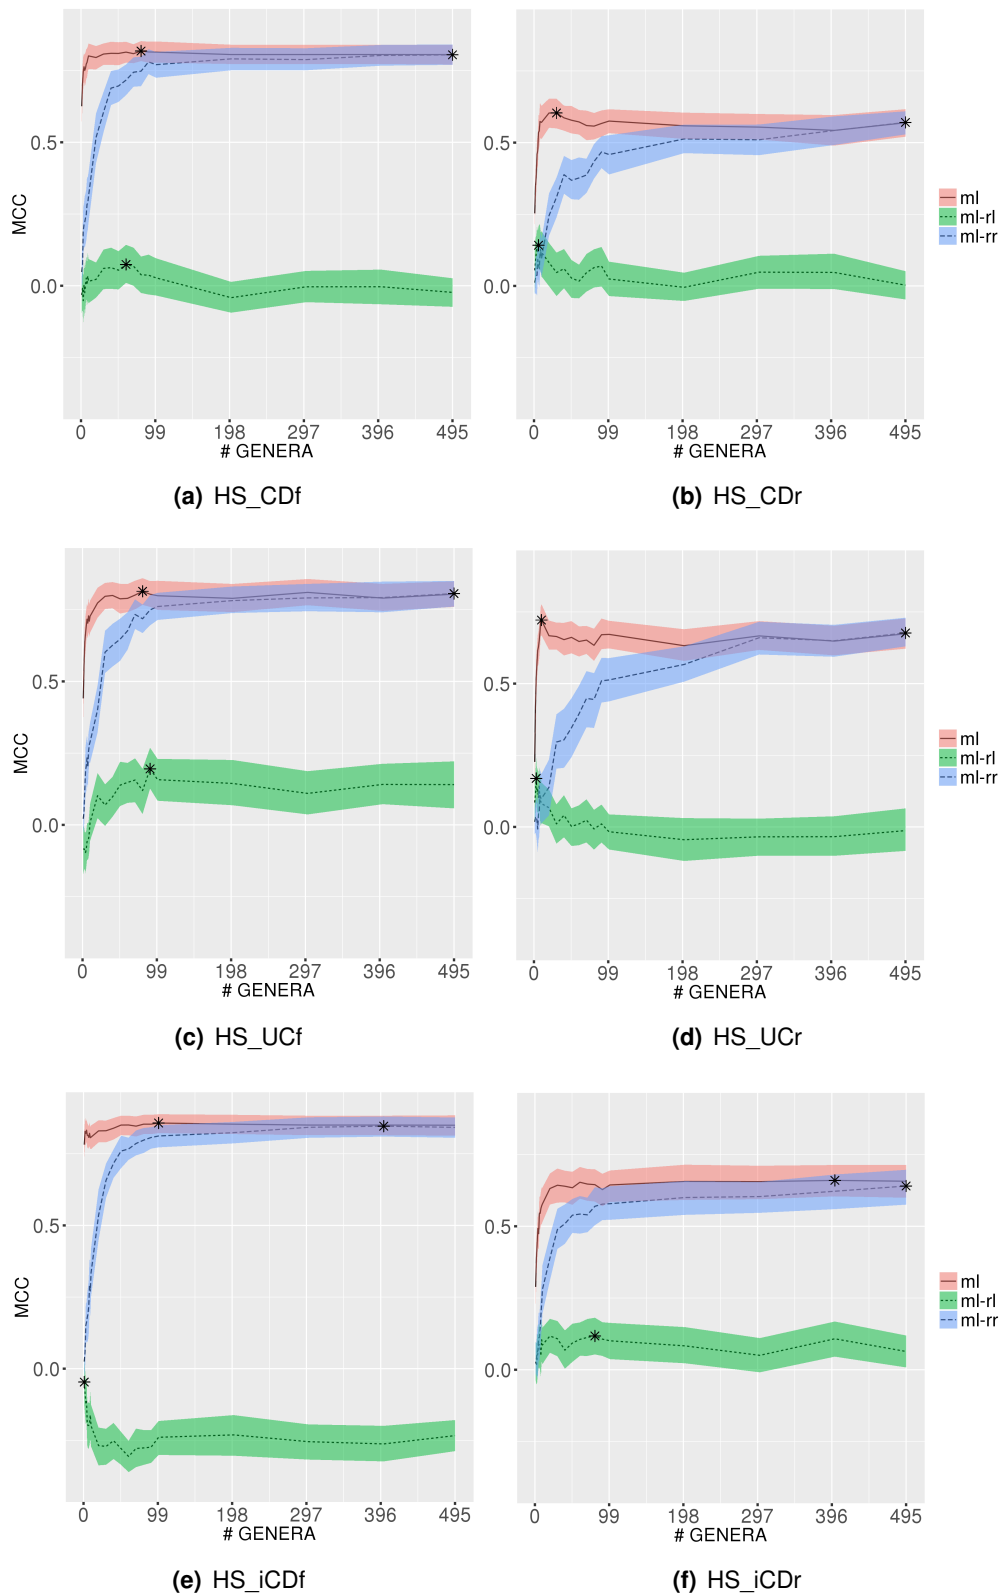 MCC
0.5
0.0
0 99 198 297 396 495
# GENERA
(a) HS_CDf
0.5
0.0
0 99 198 297 396 495
# GENERA
(b) HS_CDr
ml
ml-rl
ml-rr
MCC
0.5
0.0
0 99 198 297 396 495
# GENERA
(c) HS_UCf
0.5
0.0
0 99 198 297 396 495
# GENERA
(d) HS_UCr
ml
ml-rl
ml-rr
MCC
0.5
0.0
0 99 198 297 396 495
# GENERA
(e) HS_iCDf
0.5
0.0
0 99 198 297 396 495
# GENERA
(f) HS_iCDr
ml
ml-rl
ml-rr